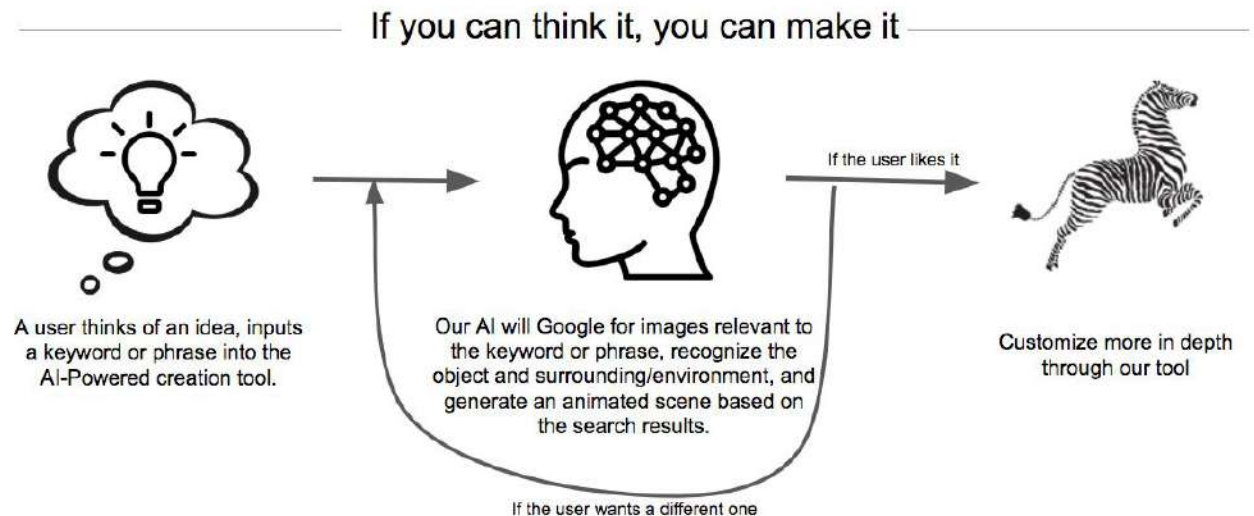 If you can think it, you can make it
A user thinks of an idea, inputs
a keyword or phrase into the
AI-Powered creation tool.
Our AI will Google for images relevant to
the keyword or phrase, recognize the
object and surrounding/environment, and
generate an animated scene based on
the search results.
If the user likes it
Customize more in depth
through our tool
If the user wants a different one